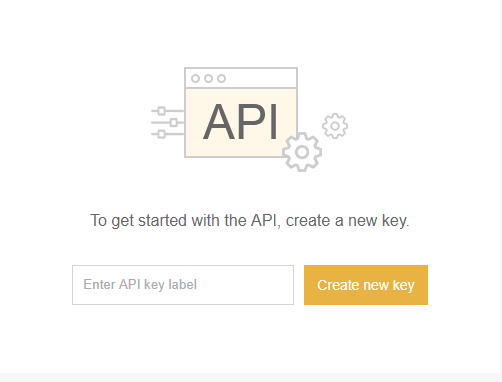 API
To get started with the API, create a new key.
Enter API key label
Create new key